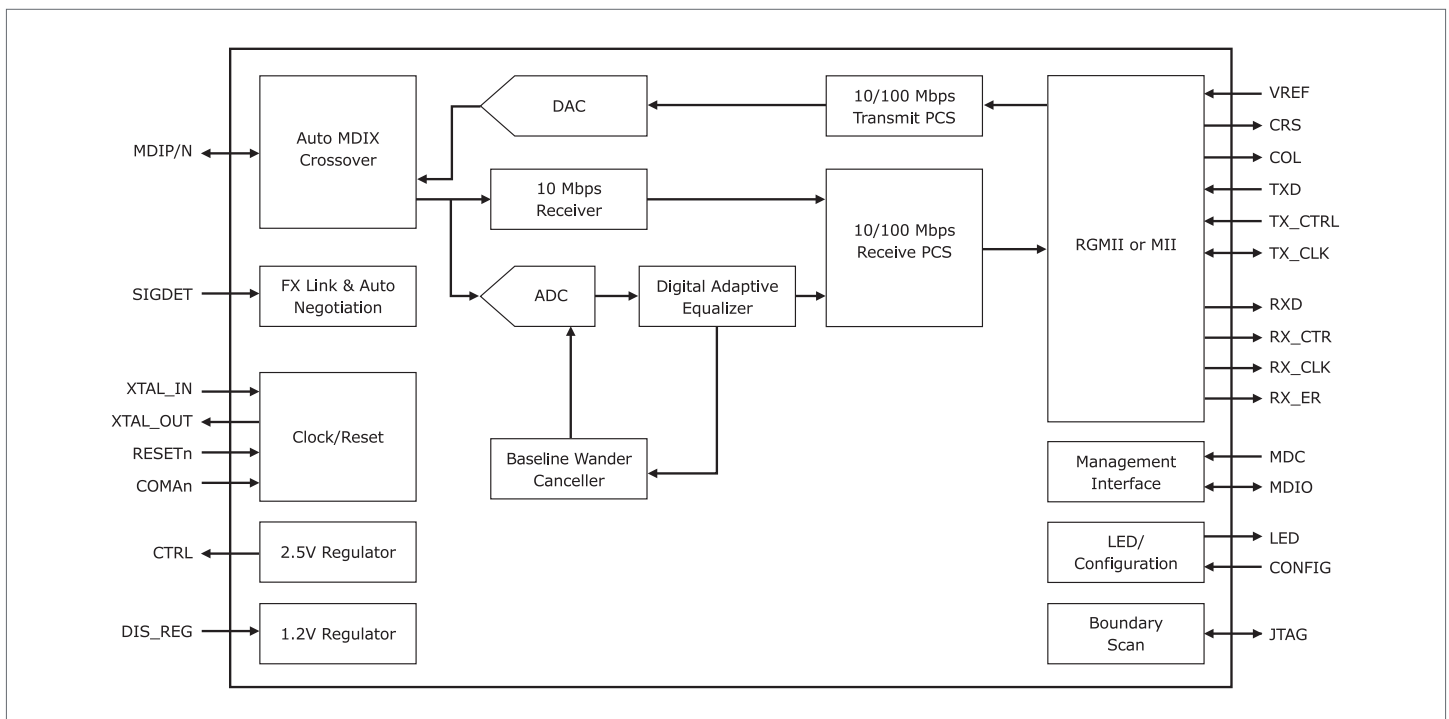 MDIP/N
SIGDET
XTAL_IN
XTAL_OUT
RESETn
COMAn
CTRL
DIS_REG
Auto MDIX
Crossover
FX Link & Auto
Negotiation
Clock/Reset
2.5V Regulator
1.2V Regulator
DAC
10 Mbps
Receiver
ADC
Digital Adaptive
Equalizer
Baseline Wander
Canceller
10/100 Mbps
Transmit PCS
10/100 Mbps
Receive PCS
RGMII or MII
Management
Interface
LED/
Configuration
Boundary
Scan
VREF
CRS
COL
TXD
TX_CTRL
TX_CLK
RXD
RX_CTR
RX_CLK
RX_ER
MDC
MDIO
LED
CONFIG
JTAG